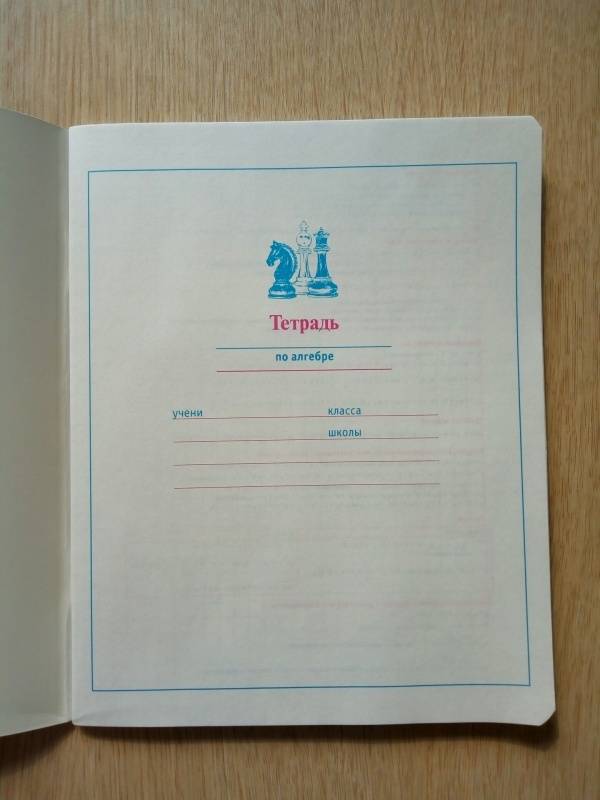 Тетрадь
по алгебре
учени класса
школы